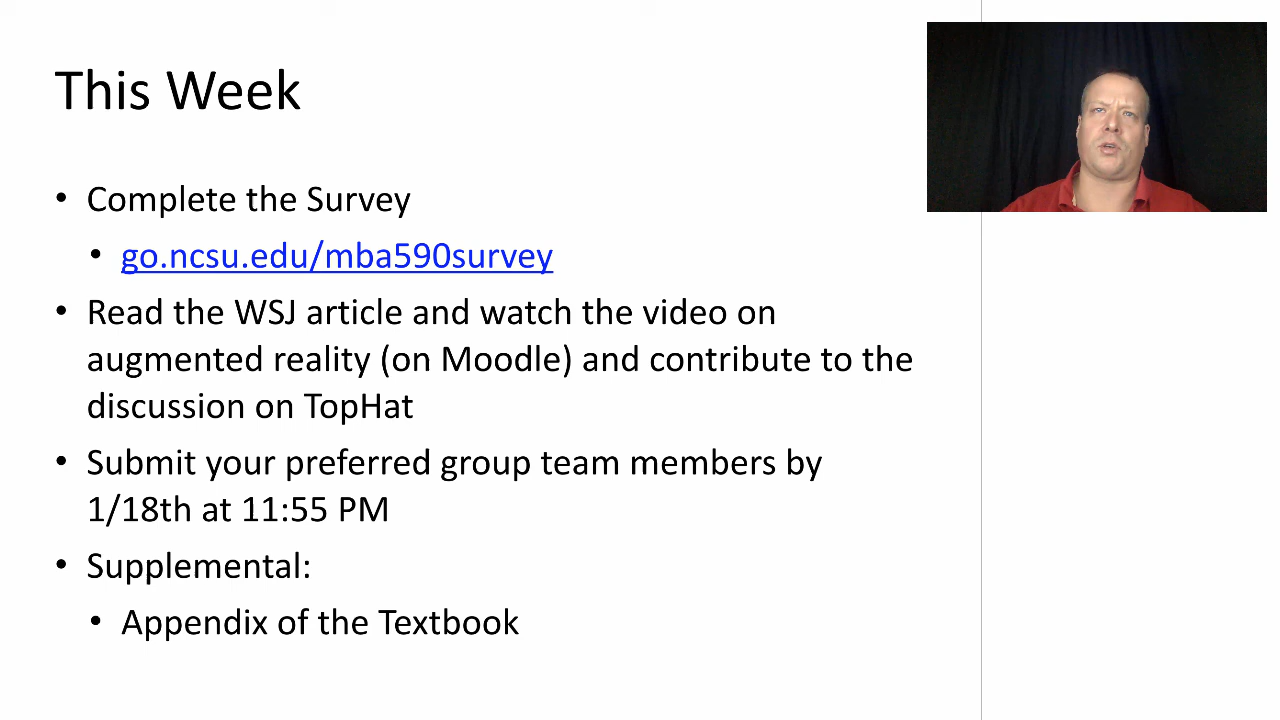 This Week
• Complete the Survey
• go.ncsu.edu/mba590survey
• Read the WSJ article and watch the video on
augmented reality (on Moodle) and contribute to the
discussion on TopHat
• Submit your preferred group team members by
1/18th at 11:55 PM
• Supplemental:
• Appendix of the Textbook